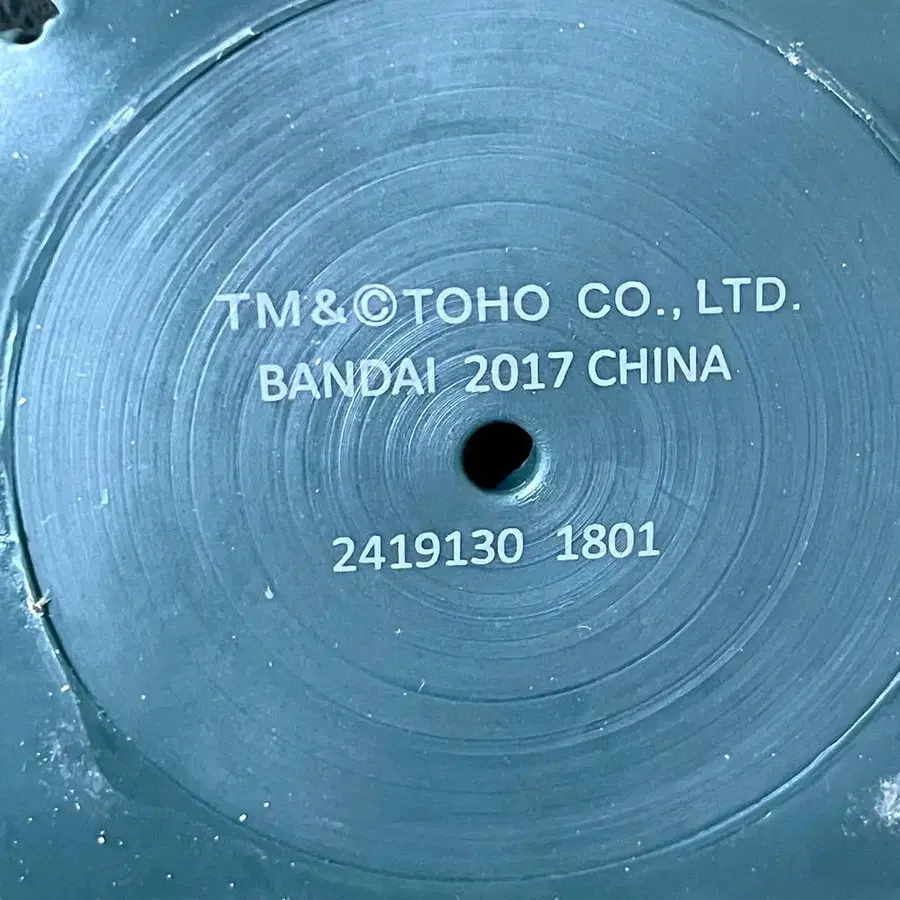 TM&©TOHO CO., LTD.
BANDAI 2017 CHINA
2419130 1801